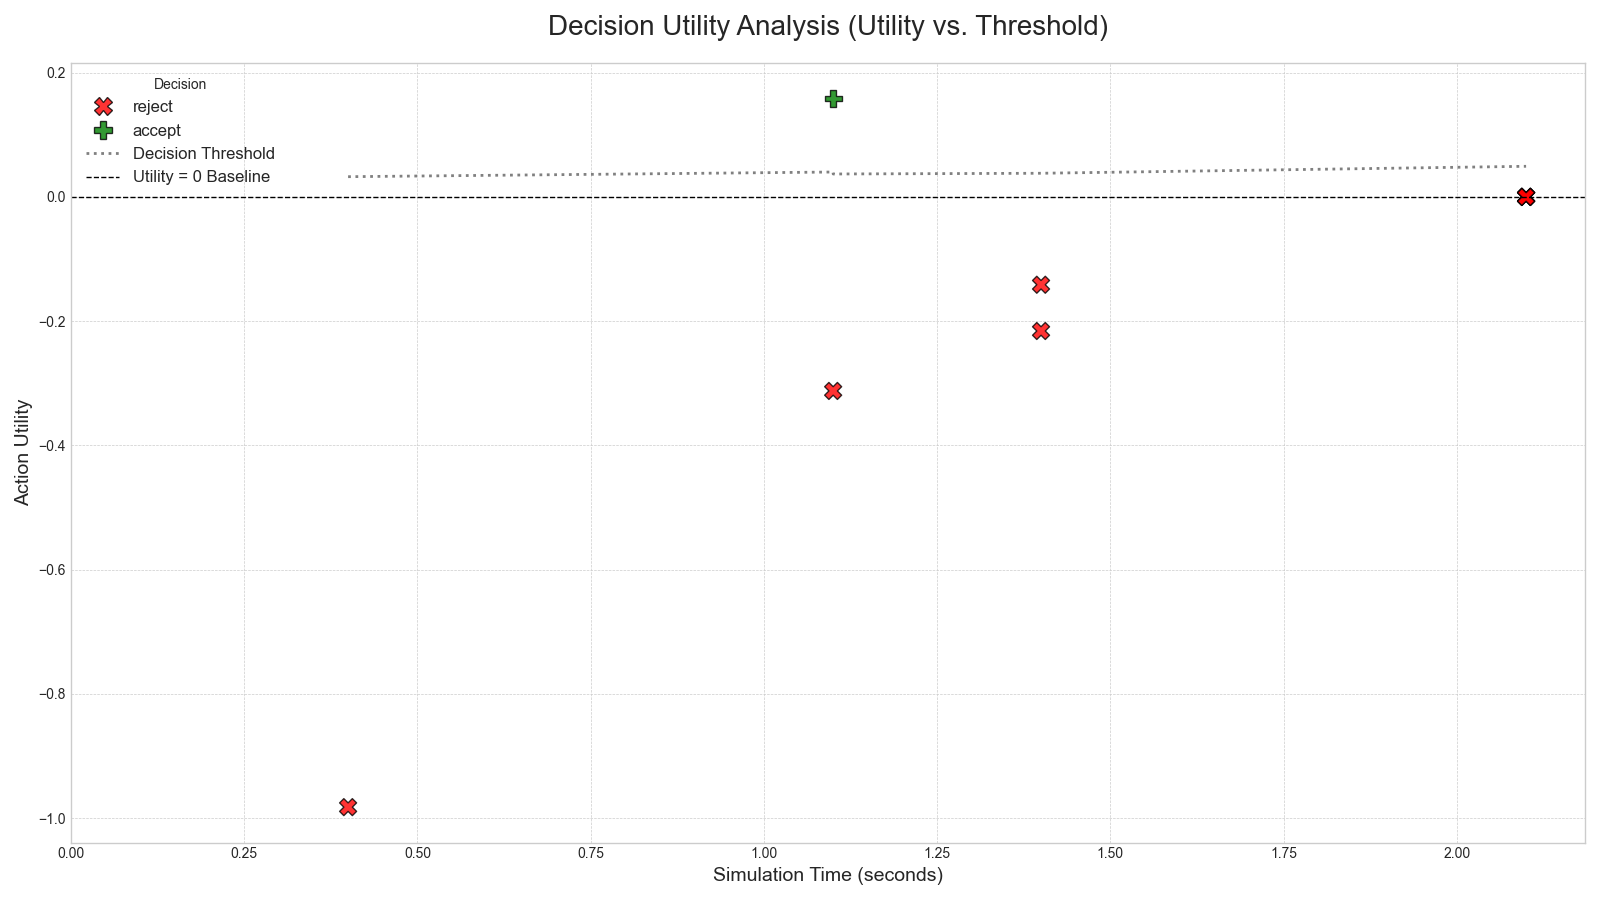 Decision Utility Analysis (Utility vs. Threshold)
Decision
reject
accept
Decision Threshold
Utility = 0 Baseline
0.2
0.0
−0.2
−0.4
−0.6
−0.8
−1.0
Action Utility
0.00 0.25 0.50 0.75 1.00 1.25 1.50 1.75 2.00
Simulation Time (seconds)